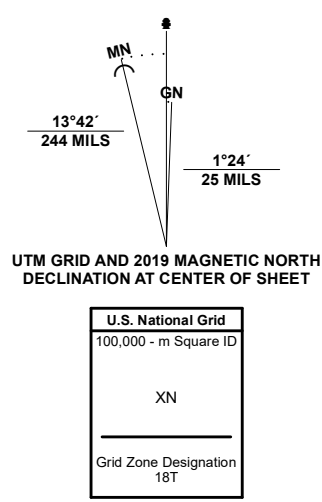 MN
GN
13°42´
244 MILS
1°24´
25 MILS
UTM GRID AND 2019 MAGNETIC NORTH
DECLINATION AT CENTER OF SHEET
U.S. National Grid
100,000 - m Square ID
XN
Grid Zone Designation
18T